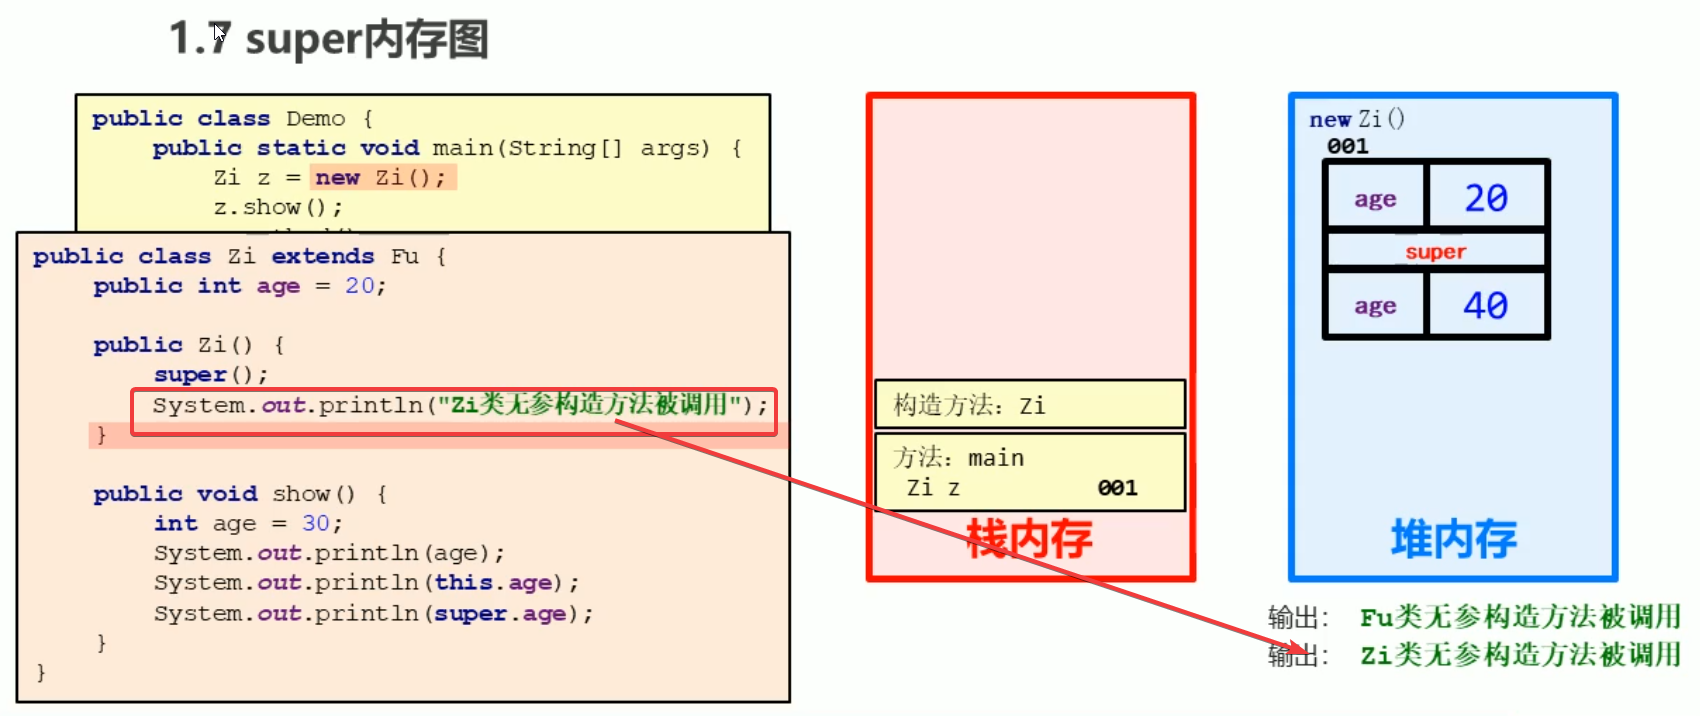 1.7 super内存图
public class Demo {
public static void main(String[] args) {
Zi z = new Zi();
z.show();
public class Zi extends Fu {
public int age = 20;
public Zi() {
super();
System.out.println("Zi类无参构造方法被调用");
}
public void show() {
int age = 30;
System.out.println(age);
System.out.println(this.age);
System.out.println(super.age);
}
}
构造方法: Zi
方法: main
Zi z 001
栈内存
new Zi()
001
age 20
super
age 40
堆内存
输出: Fu类无参构造方法被调用
输出: Zi类无参构造方法被调用